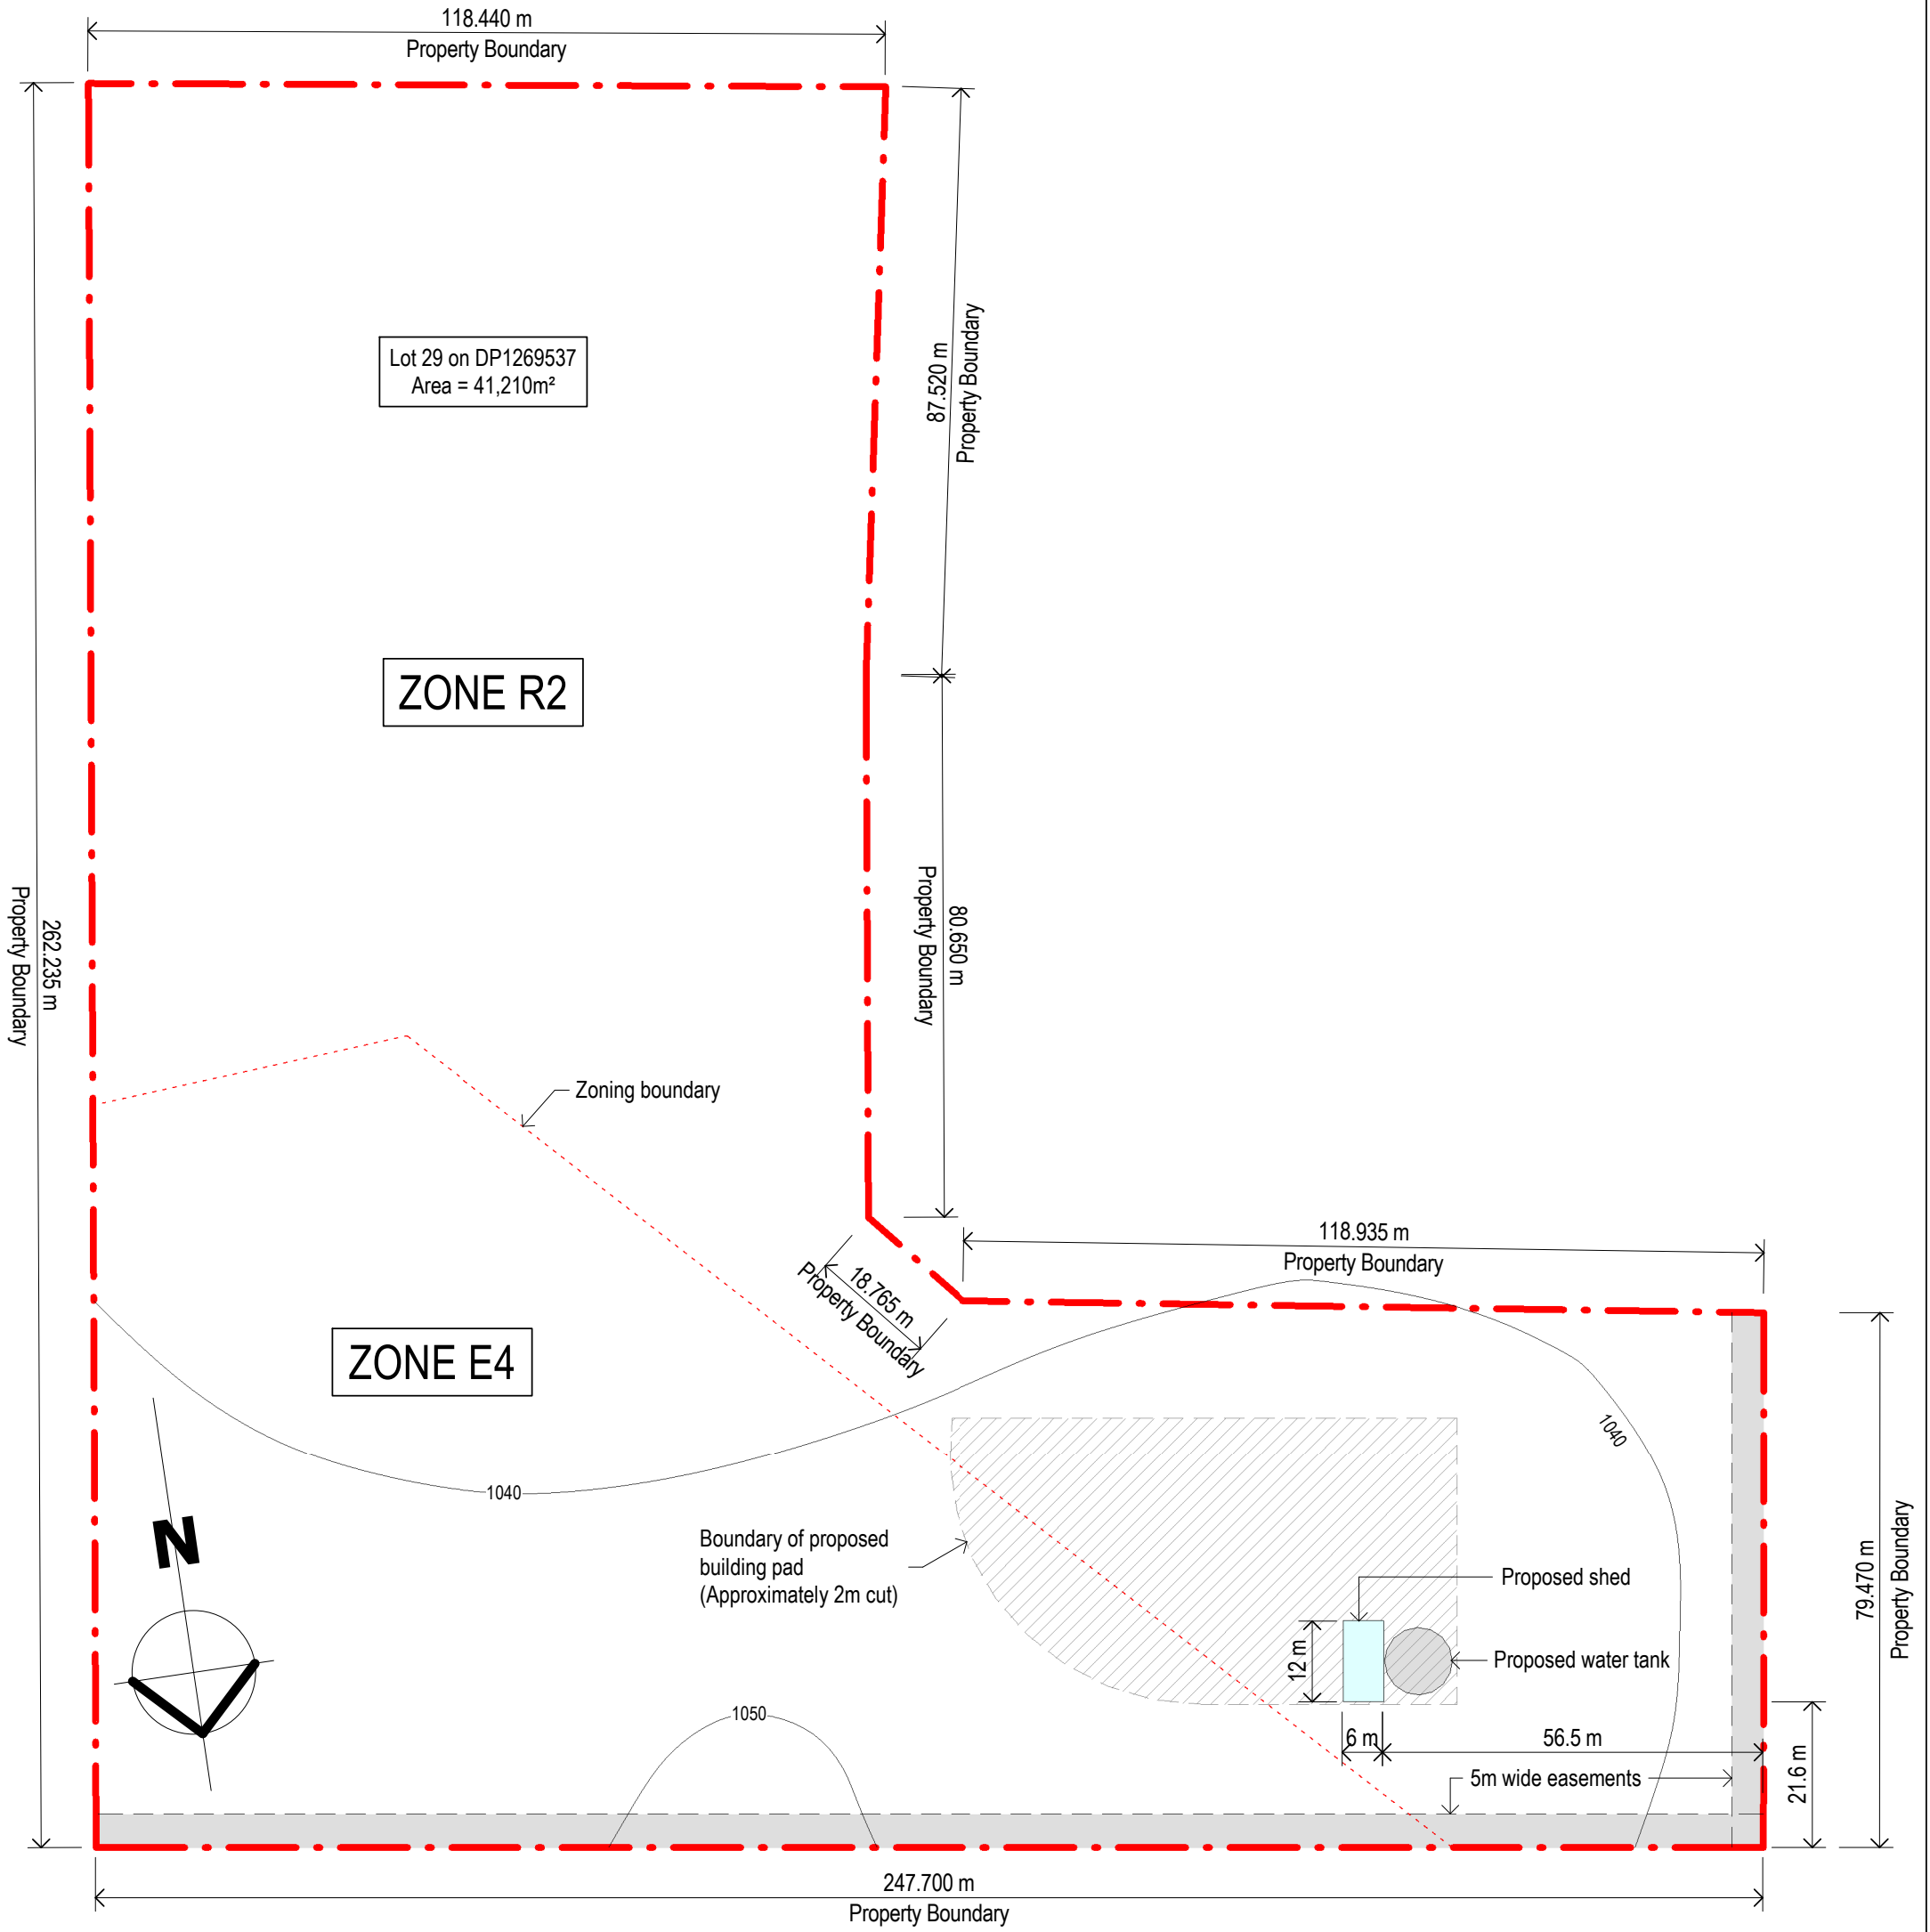 118.440 m
Property Boundary
Lot 29 on DP1269537
Area = 41,210m²
87.520 m
Property Boundary
ZONE R2
262.235 m
Property Boundary
80.650 m
Property Boundary
Zoning boundary
118.935 m
Property Boundary
18.765 m
Property Boundary
ZONE E4
1040
1040
N
Boundary of proposed
building pad
(Approximately 2m cut)
Proposed shed
79.470 m
Property Boundary
12 m
Proposed water tank
1050
6 m
56.5 m
5m wide easements
21.6 m
247.700 m
Property Boundary